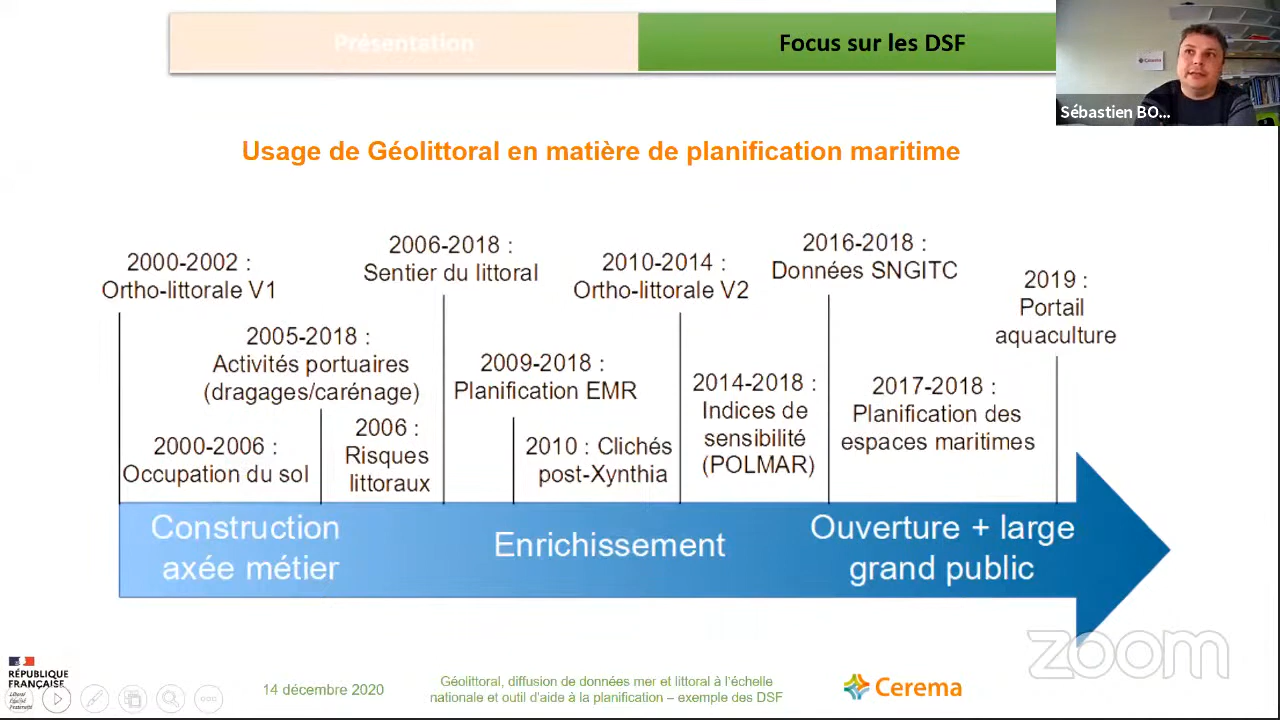 Présentation
Focus sur les DSF
Cerema
Sébastien BO...
Usage de Géolittoral en matière de planification maritime
2000-2002 :
Ortho-littorale V1
2006-2018 :
Sentier du littoral
2010-2014 :
Ortho-littorale V2
2016-2018 :
Données SNGITC
2019 :
Portail
aquaculture
2005-2018 :
Activités portuaires
(dragages/carénage)
2009-2018 :
Planification EMR
2014-2018 :
Indices de
sensibilité
(POLMAR)
2017-2018 :
Planification des
espaces maritimes
2000-2006 :
Occupation du sol
2006 :
Risques
littoraux
2010 : Clichés
post-Xynthia
Construction
axée métier
Enrichissement
Ouverture + large
grand public
zoom
RÉPUBLIQUE
FRANÇAISE
Liberté
Égalité
Fraternité
14 décembre 2020
Géolittoral, diffusion de données mer et littoral à l'échelle
nationale et outil d'aide à la planification – exemple des DSF
Cerema